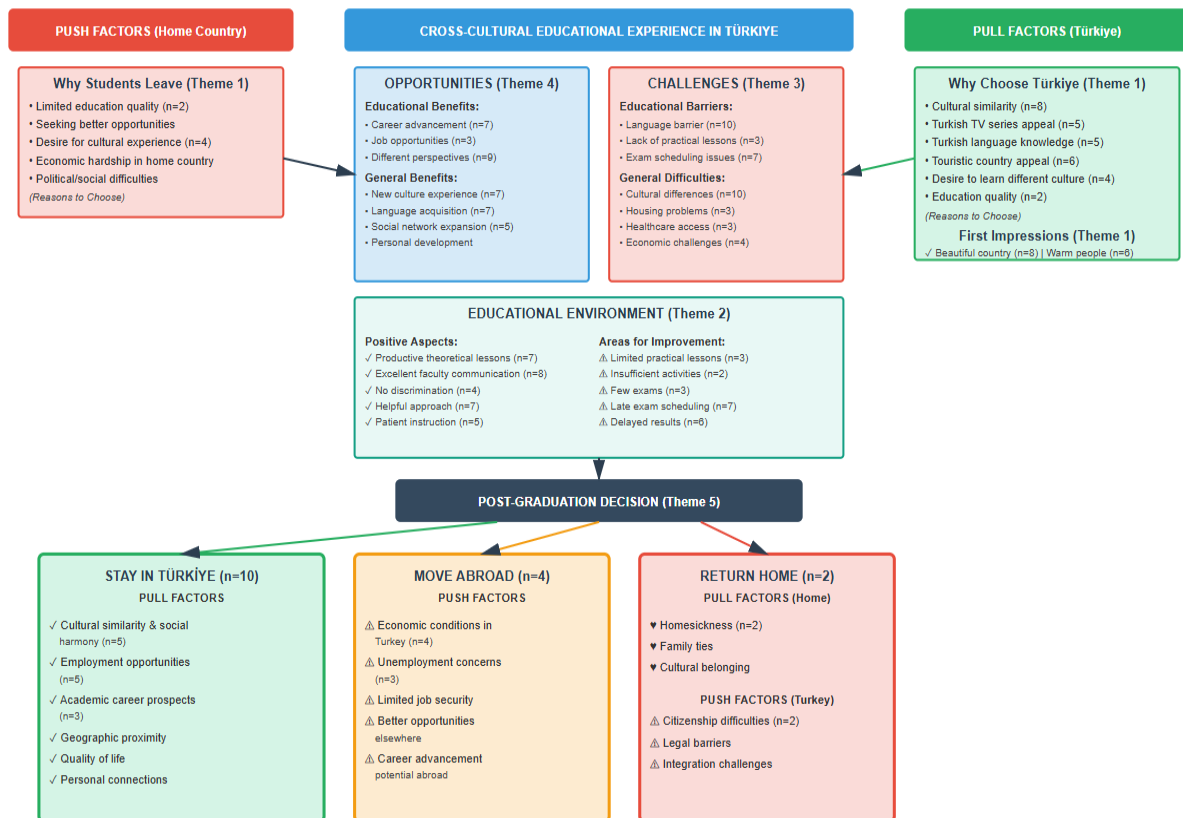 PUSH FACTORS (Home Country)
CROSS-CULTURAL EDUCATIONAL EXPERIENCE IN TÜRKIYE
PULL FACTORS (Türkiye)
Why Students Leave (Theme 1)
• Limited education quality (n=2)
• Seeking better opportunities
• Desire for cultural experience (n=4)
• Economic hardship in home country
• Political/social difficulties
(Reasons to Choose)
OPPORTUNITIES (Theme 4)
Educational Benefits:
• Career advancement (n=7)
• Job opportunities (n=3)
• Different perspectives (n=9)
General Benefits:
• New culture experience (n=7)
• Language acquisition (n=7)
• Social network expansion (n=5)
• Personal development
CHALLENGES (Theme 3)
Educational Barriers:
• Language barrier (n=10)
• Lack of practical lessons (n=3)
• Exam scheduling issues (n=7)
General Difficulties:
• Cultural differences (n=10)
• Housing problems (n=3)
• Healthcare access (n=3)
• Economic challenges (n=4)
Why Choose Türkiye (Theme 1)
• Cultural similarity (n=8)
• Turkish TV series appeal (n=5)
• Turkish language knowledge (n=5)
• Touristic country appeal (n=6)
• Desire to learn different culture (n=4)
• Education quality (n=2)
(Reasons to Choose)
First Impressions (Theme 1)
✓ Beautiful country (n=8) | Warm people (n=6)
EDUCATIONAL ENVIRONMENT (Theme 2)
Positive Aspects:
✓ Productive theoretical lessons (n=7)
✓ Excellent faculty communication (n=8)
✓ No discrimination (n=4)
✓ Helpful approach (n=7)
✓ Patient instruction (n=5)
Areas for Improvement:
⚠ Limited practical lessons (n=3)
⚠ Insufficient activities (n=2)
⚠ Few exams (n=3)
⚠ Late exam scheduling (n=7)
⚠ Delayed results (n=6)
POST-GRADUATION DECISION (Theme 5)
STAY IN TÜRKİYE (n=10)
PULL FACTORS
✓ Cultural similarity & social
harmony (n=5)
✓ Employment opportunities
(n=5)
✓ Academic career prospects
(n=3)
✓ Geographic proximity
✓ Quality of life
✓ Personal connections
MOVE ABROAD (n=4)
PUSH FACTORS
⚠ Economic conditions in
Turkey (n=4)
⚠ Unemployment concerns
(n=3)
⚠ Limited job security
⚠ Better opportunities
elsewhere
⚠ Career advancement
potential abroad
RETURN HOME (n=2)
PULL FACTORS (Home)
♥ Homesickness (n=2)
♥ Family ties
♥ Cultural belonging
PUSH FACTORS (Turkey)
⚠ Citizenship difficulties (n=2)
⚠ Legal barriers
⚠ Integration challenges